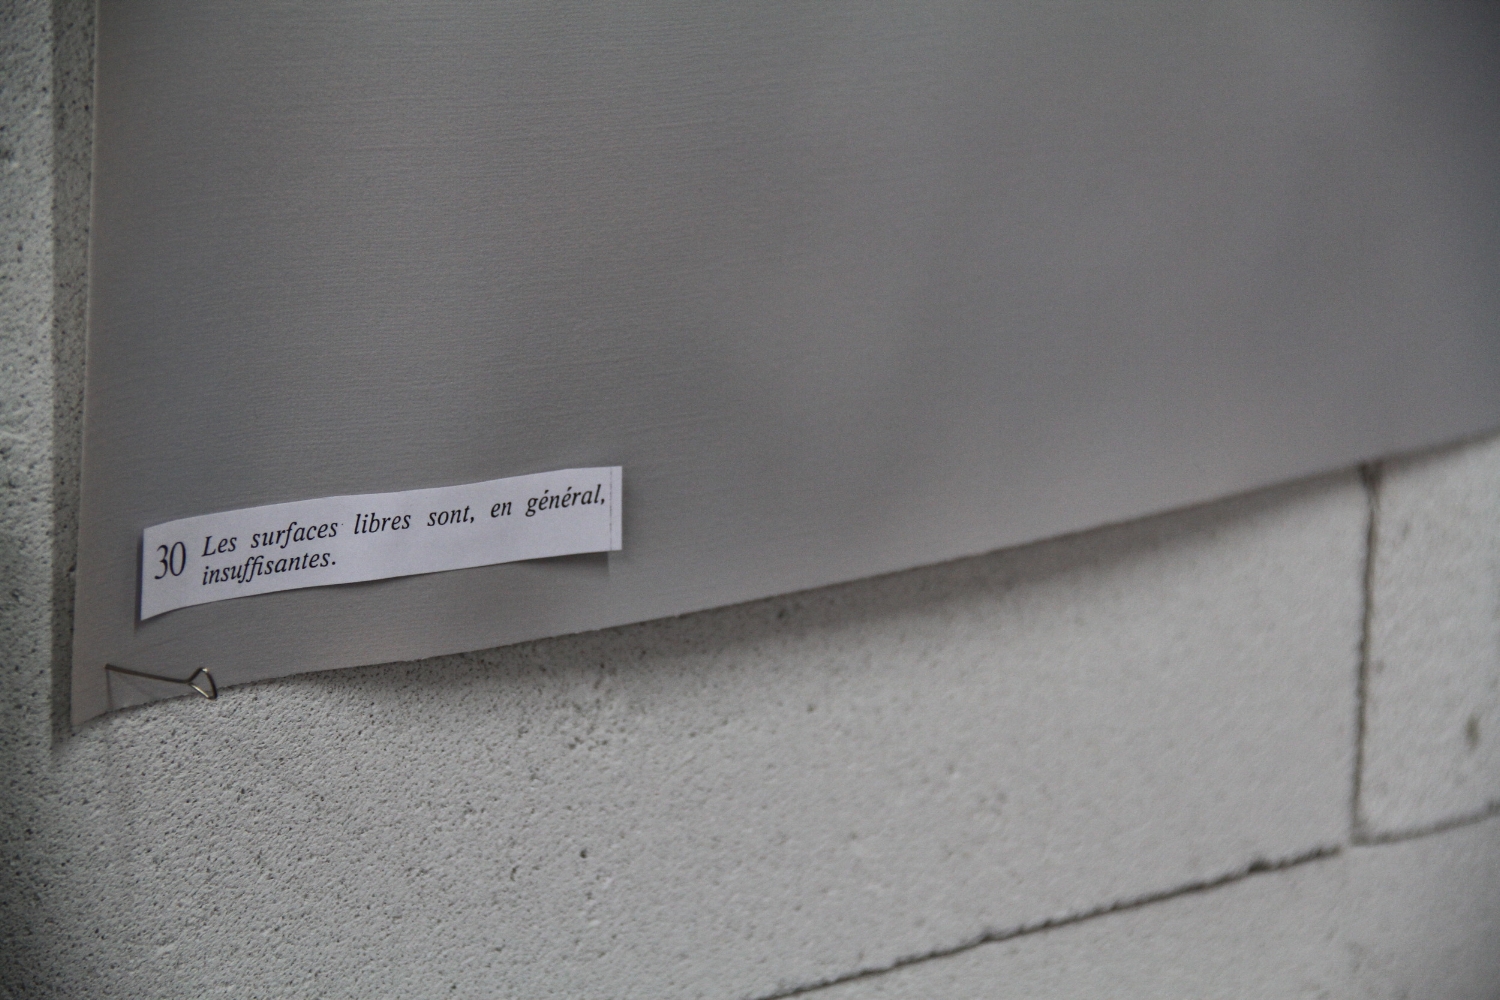 30 Les surfaces libres sont, en général,
insuffisantes.